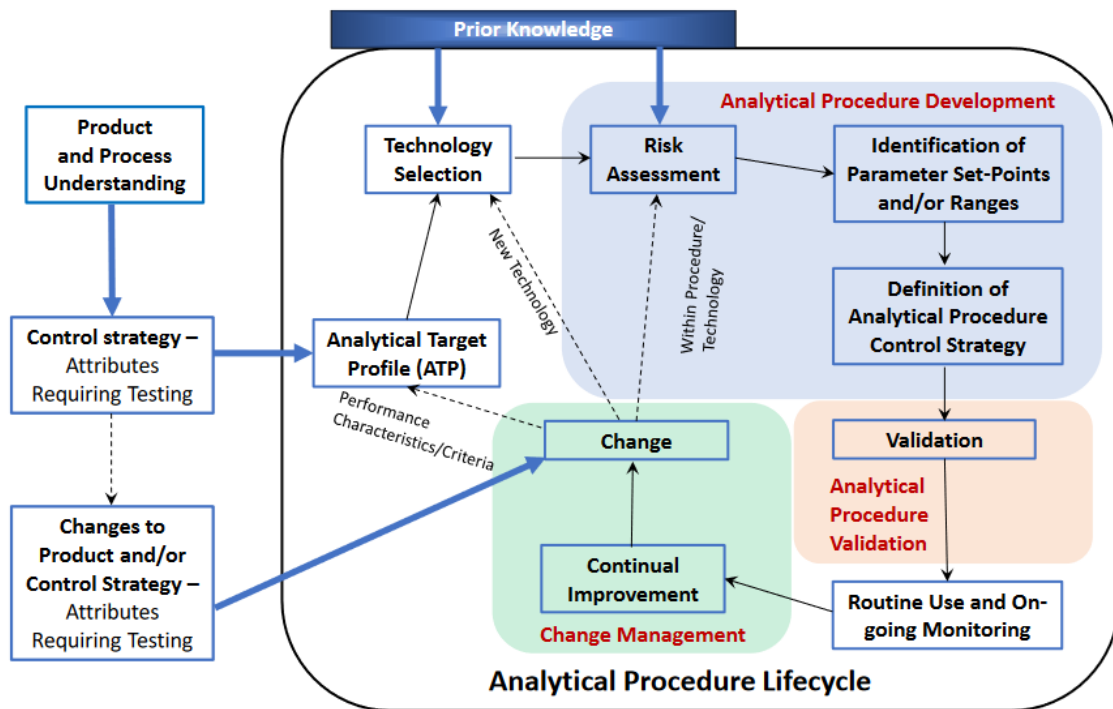 Prior Knowledge
Analytical Procedure Development
Product
and Process
Understanding
Technology
Selection
Risk
Assessment
Identification of
Parameter Set-Points
and/or Ranges
New Technology
Within Procedure/
Technology
Control strategy –
Attributes
Requiring Testing
Analytical Target
Profile (ATP)
Definition of
Analytical Procedure
Control Strategy
Performance
Characteristics/Criteria
Change
Validation
Analytical
Procedure
Validation
Changes to
Product and/or
Control Strategy –
Attributes
Requiring Testing
Continual
Improvement
Routine Use and On-
going Monitoring
Change Management
Analytical Procedure Lifecycle